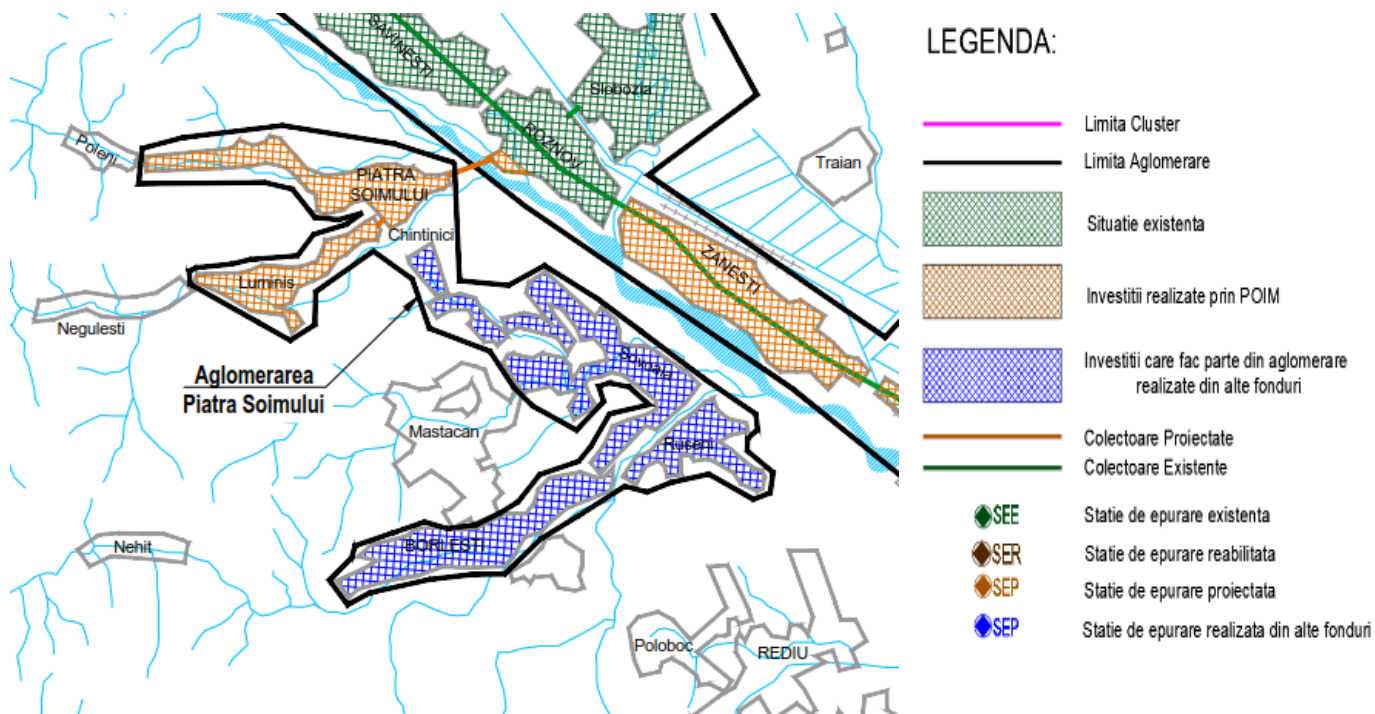 SAVINESTI
Slobozia
ROZNOV
Poleni
PIATRA
SOIMULUI
Traian
Chintinici
ZANESTI
Luminis
Negulesti
Aglomerarea
Piatra Soimului
Sovoaia
Mastacan
Ruseni
BORLESTI
Nehit
Poloboc
REDIU
LEGENDA:
Limita Cluster
Limita Aglomerare
Situatie existenta
Investitii realizate prin POIM
Investitii care fac parte din aglomerare
realizate din alte fonduri
Colectoare Proiectate
Colectoare Existente
SEE Statie de epurare existenta
SER Statie de epurare reabilitata
SEP Statie de epurare proiectata
SEP Statie de epurare realizata din alte fonduri